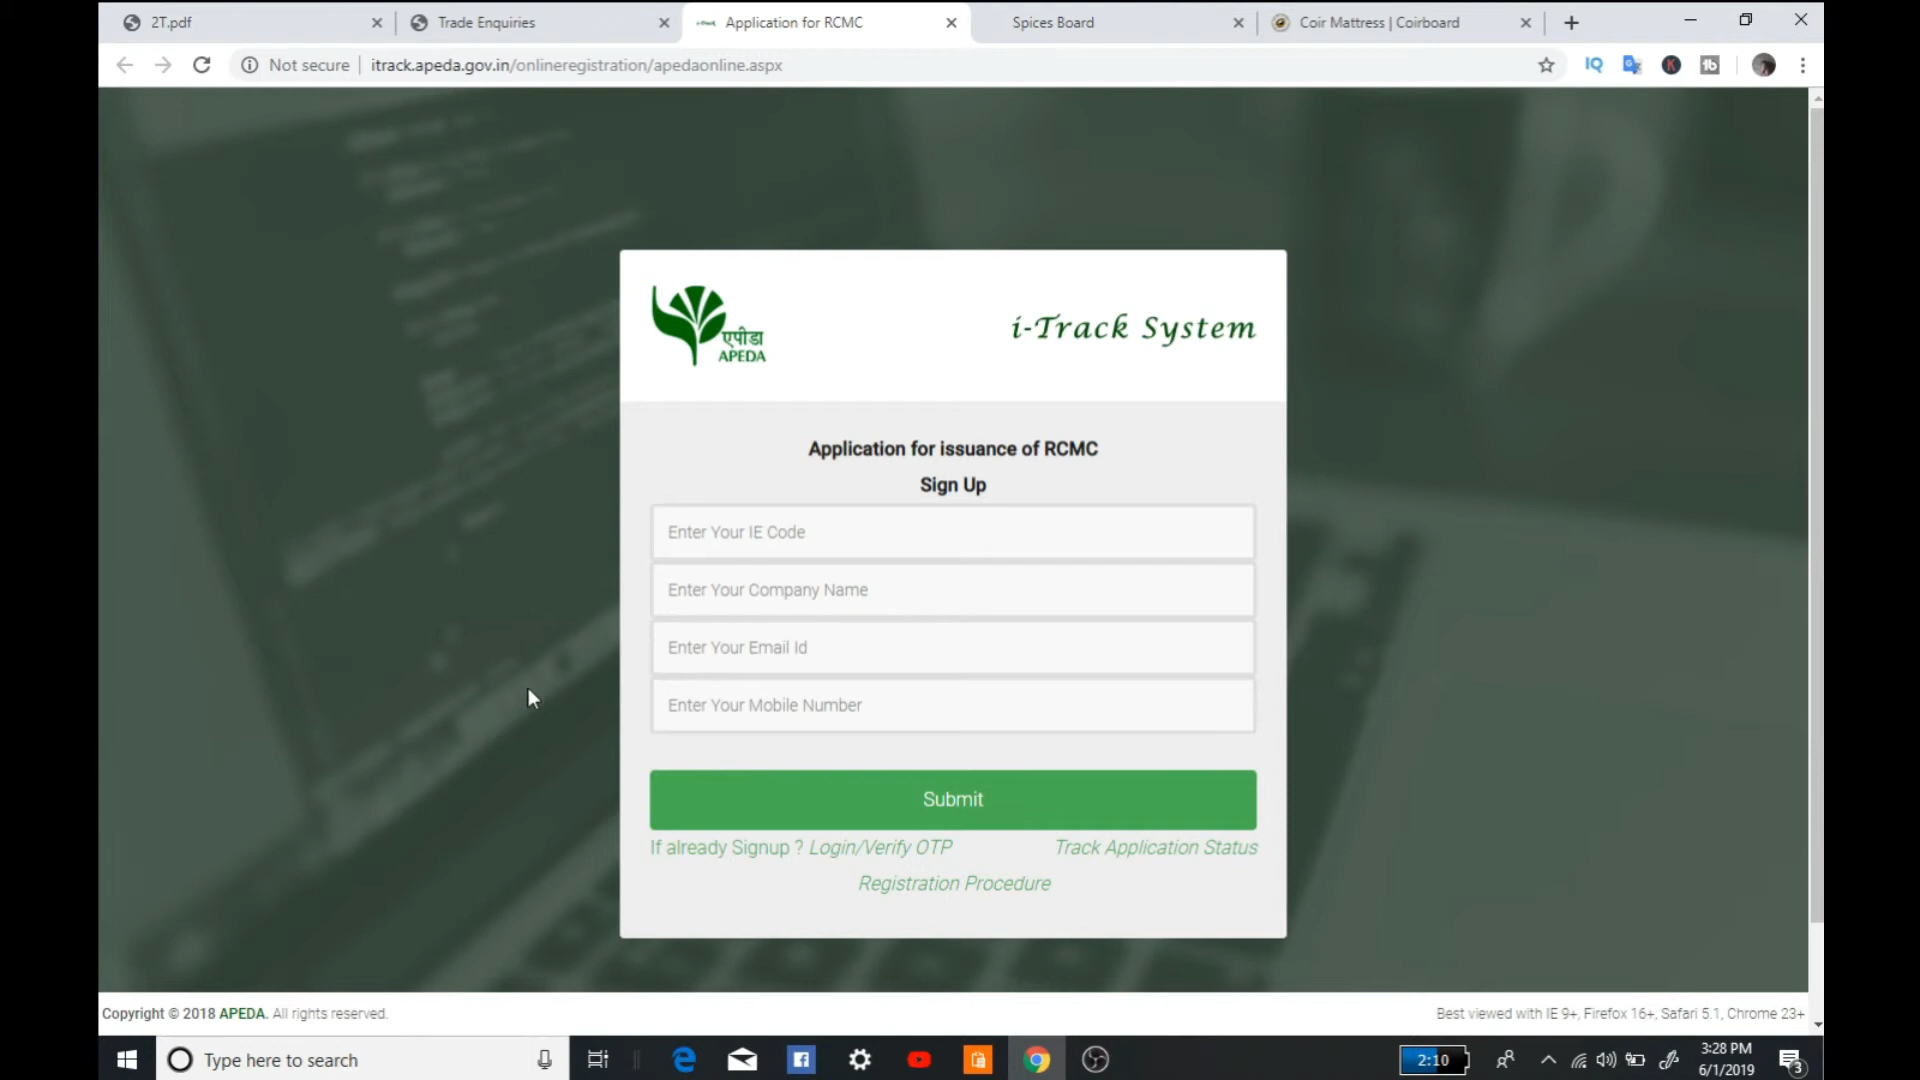 2T.pdf
Trade Enquiries
Application for RCMC
Spices Board
Coir Mattress | Coirboard
Not secure
itrack.apeda.gov.in/onlineregistration/apedaonline.aspx
IQ
K
tb
एपीडा
APEDA
i-Track System
Application for issuance of RCMC
Sign Up
Enter Your IE Code
Enter Your Company Name
Enter Your Email Id
Enter Your Mobile Number
Submit
If already Signup ? Login/Verify OTP
Track Application Status
Registration Procedure
Copyright © 2018 APEDA. All rights reserved.
Best viewed with IE 9+, Firefox 16+, Safari 5.1, Chrome 23+
Type here to search
2:10
3:28 PM
6/1/2019
3